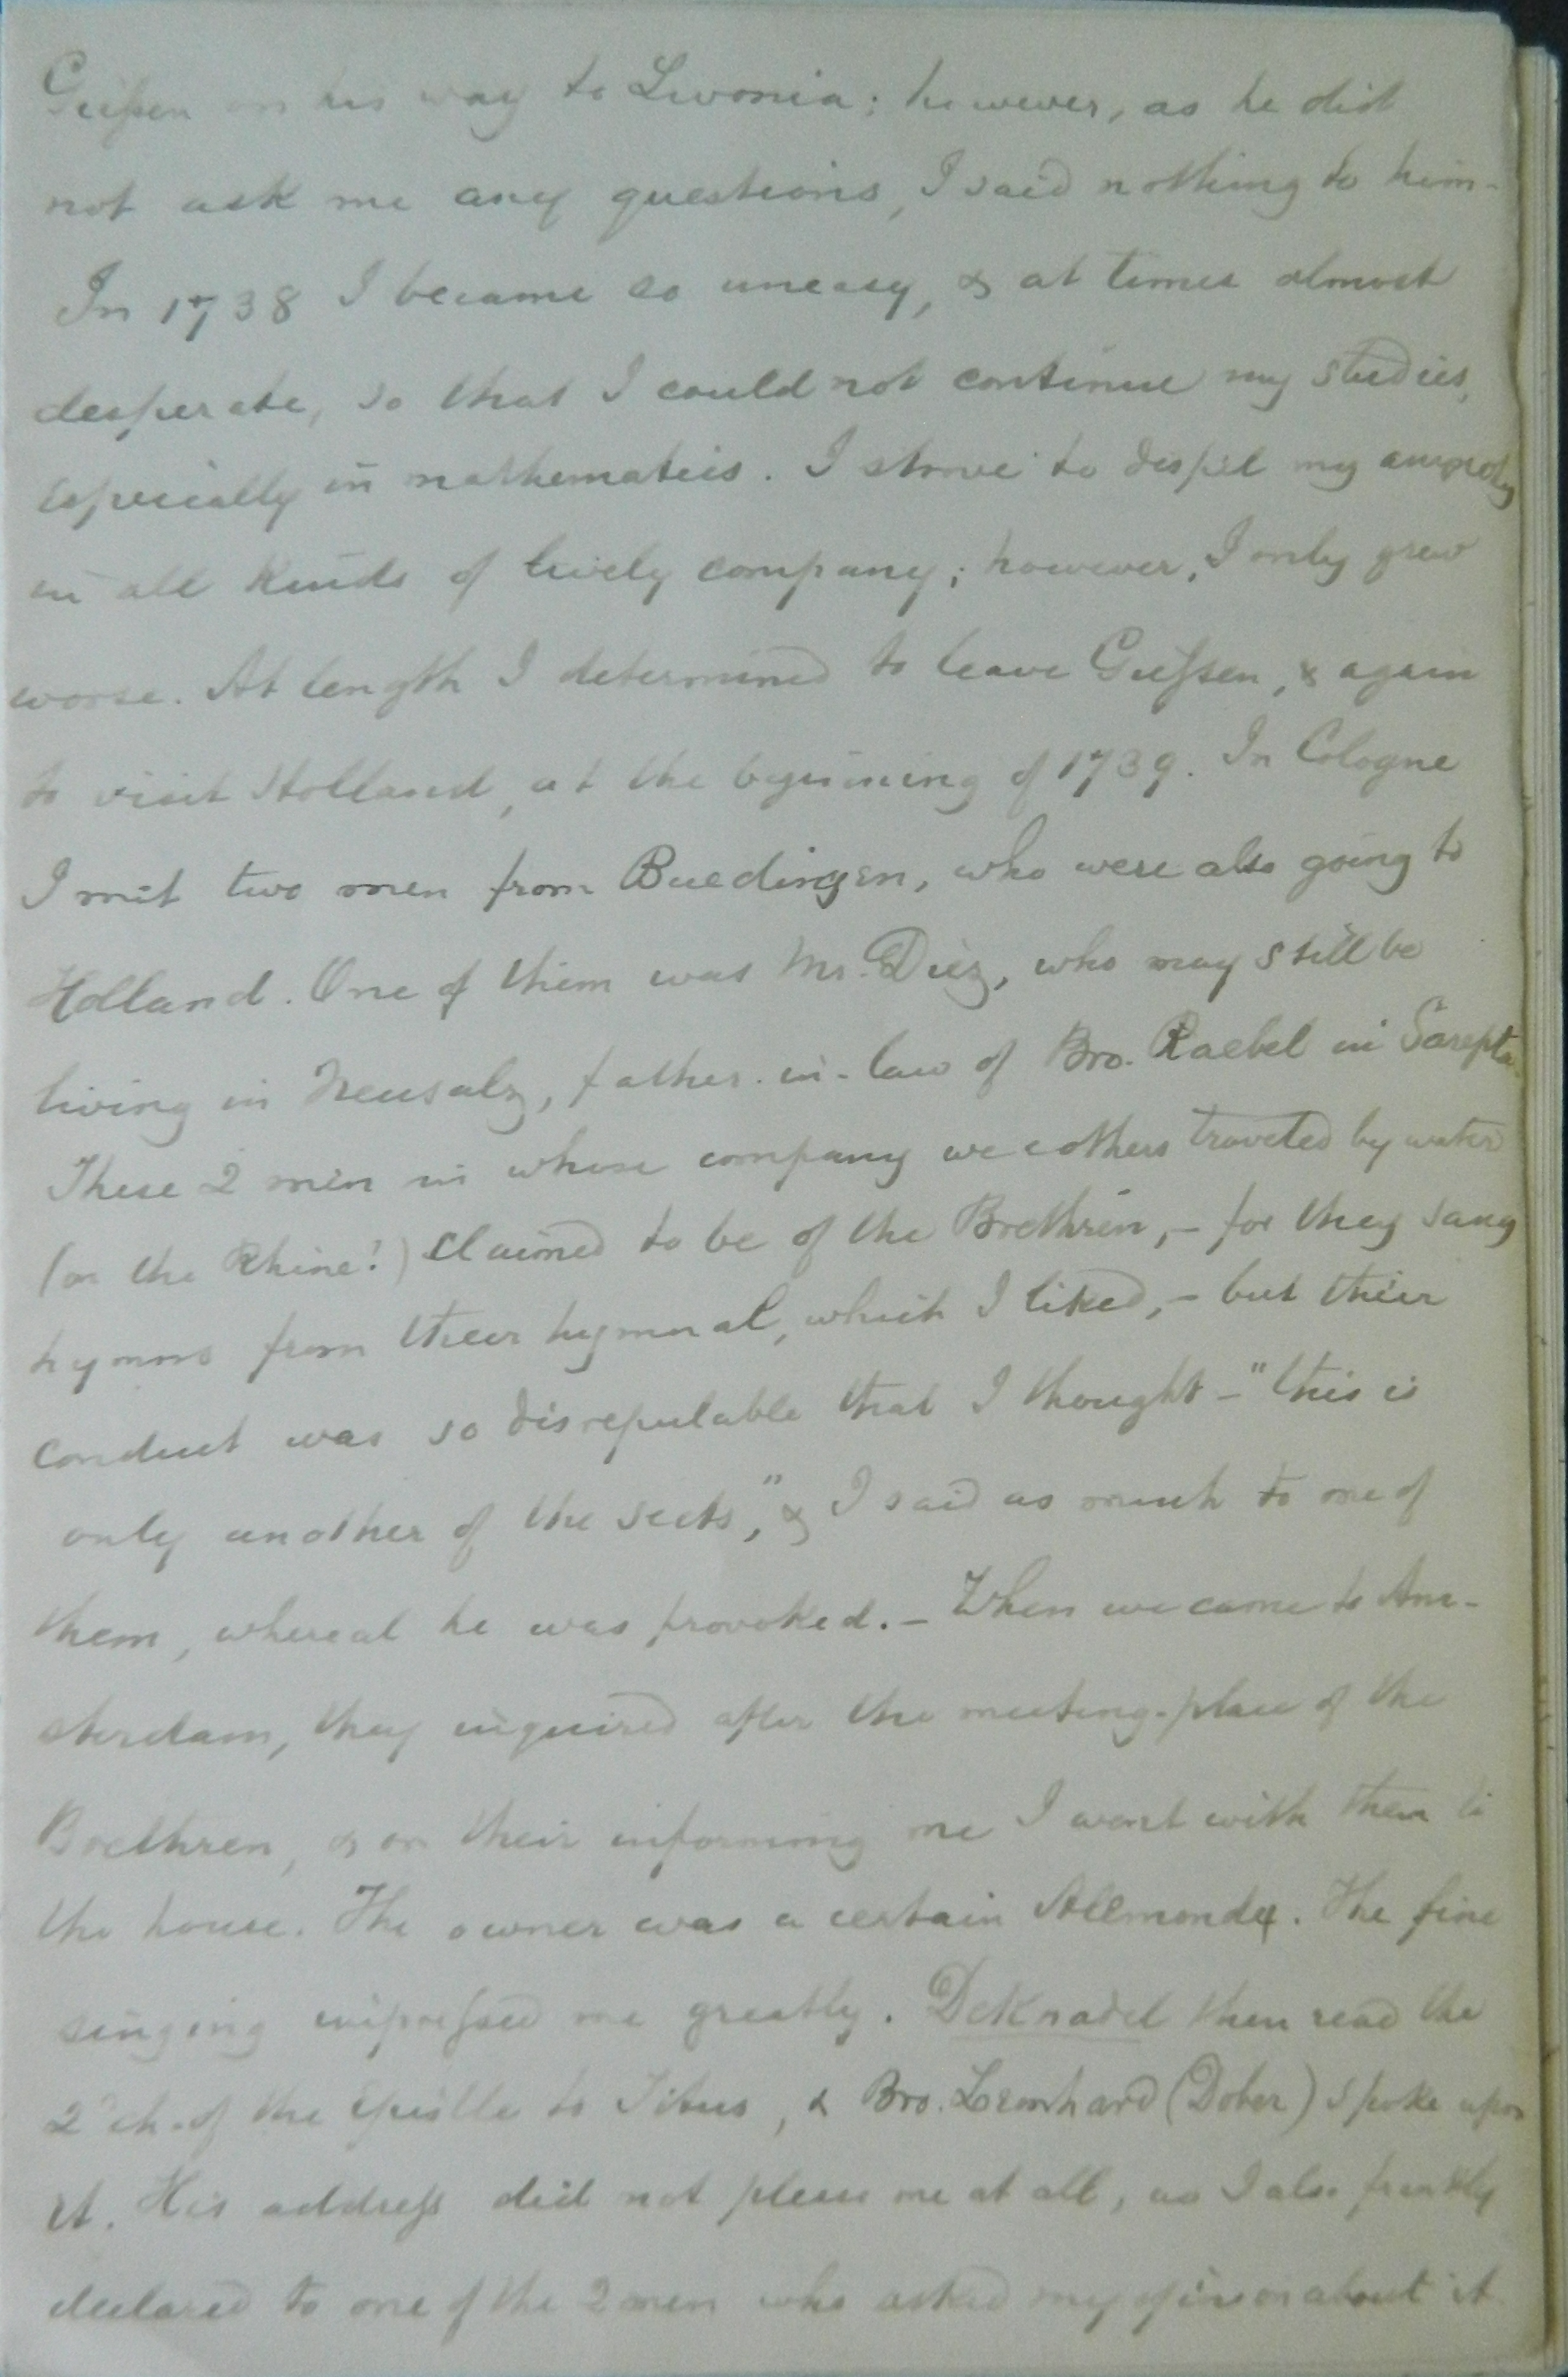 Giessen on his way to Livonia; however, as he did
not ask me any questions, I said nothing to him.
In 1738 I became so uneasy, & at times almost
desperate, so that I could not continue my studies,
especially in mathematics. I strove to dispel my anxiety
in all kinds of lively company; however, I only grew
worse. At length I determined to leave Giessen, & again
to visit Holland, at the beginning of 1739. In Cologne
I met two men from Buedingen, who were also going to
Holland. One of them was Mr. Diez, who may still be
living in Neusalz, father-in-law of Bro. Raebel in Sarepta.
These 2 men in whose company we others traveled by water
(on the Rhine!) claimed to be of the Brethren, – for they sang
hymns from their hymnal, which I liked, – but their
conduct was so disreputable that I thought – "this is
only another of the sects," & I said as much to one of
them, whereat he was provoked. – When we came to Am-
sterdam, they inquired after the meeting-place of the
Brethren, & on their informing me I went with them to
the house. The owner was a certain Allmonde. The fine
singing impressed me greatly. DeKnadel then read the
2 ch. of the Epistle to Titus, & Bro. Leonhard (Dober) spoke upon
it. His address did not please me at all, as I also frankly
declared to one of the 2 men who asked my opinion about it.